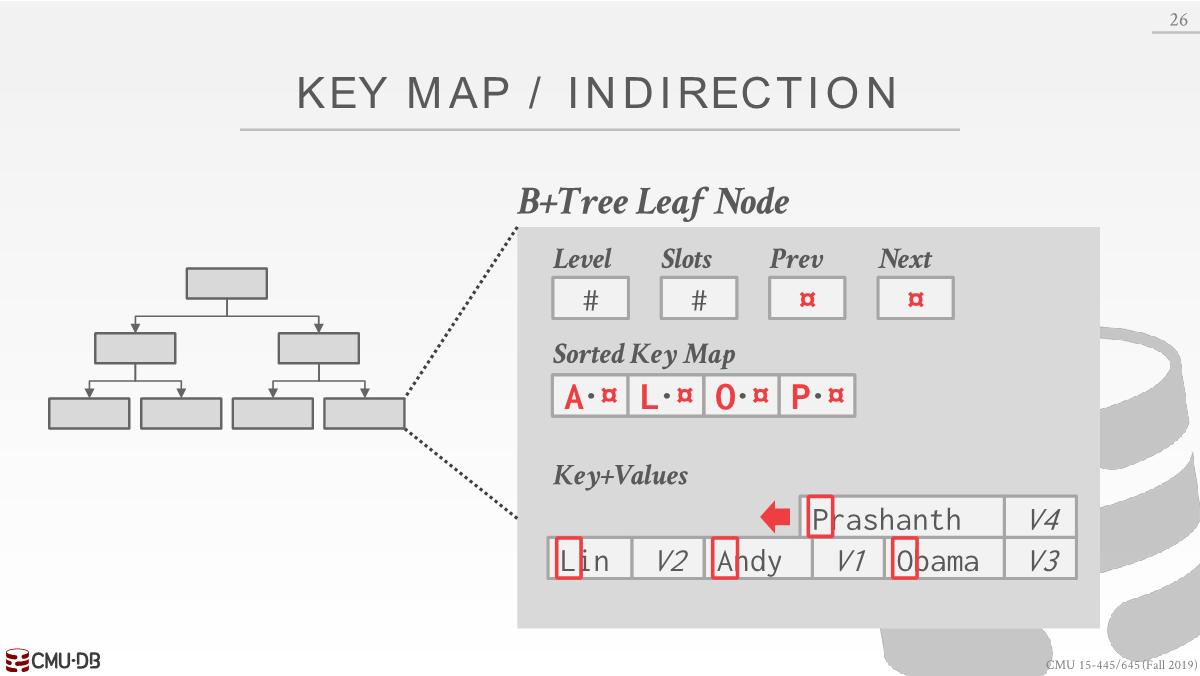 26
KEY MAP / INDIRECTION
B+Tree Leaf Node
Level Slots Prev Next
# # ¤ ¤
Sorted Key Map
A·¤ L·¤ O·¤ P·¤
Key+Values
Prashanth V4
Lin V2 Andy V1 Obama V3
CMU·DB
CMU 15-445/645 (Fall 2019)